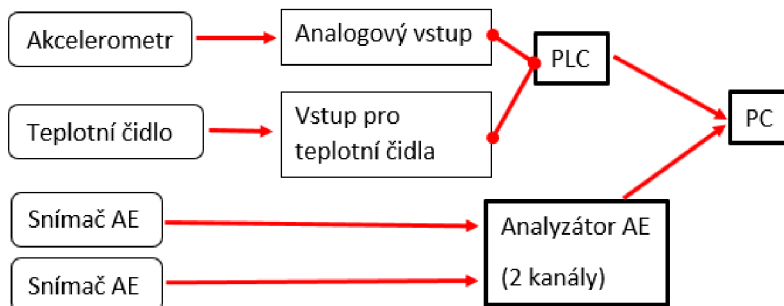 Akcelerometr
Analogový vstup
PLC
Teplotní čidlo
Vstup pro
teplotní čidla
PC
Snímač AE
Analyzátor AE
(2 kanály)
Snímač AE